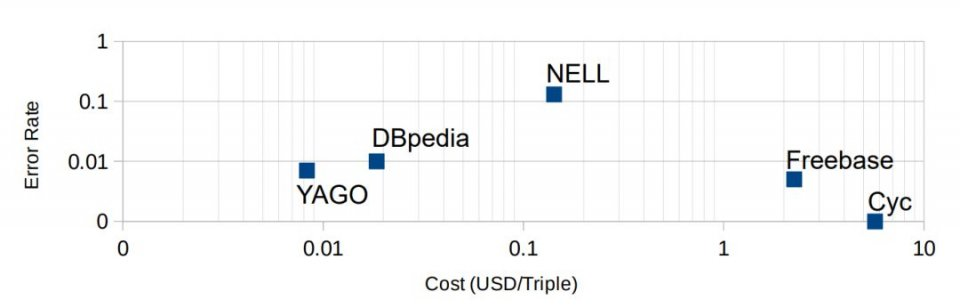 1
NELL
0.1
DBpedia
Error Rate
0.01
Freebase
YAGO
Cyc
0
0 0.01 0.1 1 10
Cost (USD/Triple)